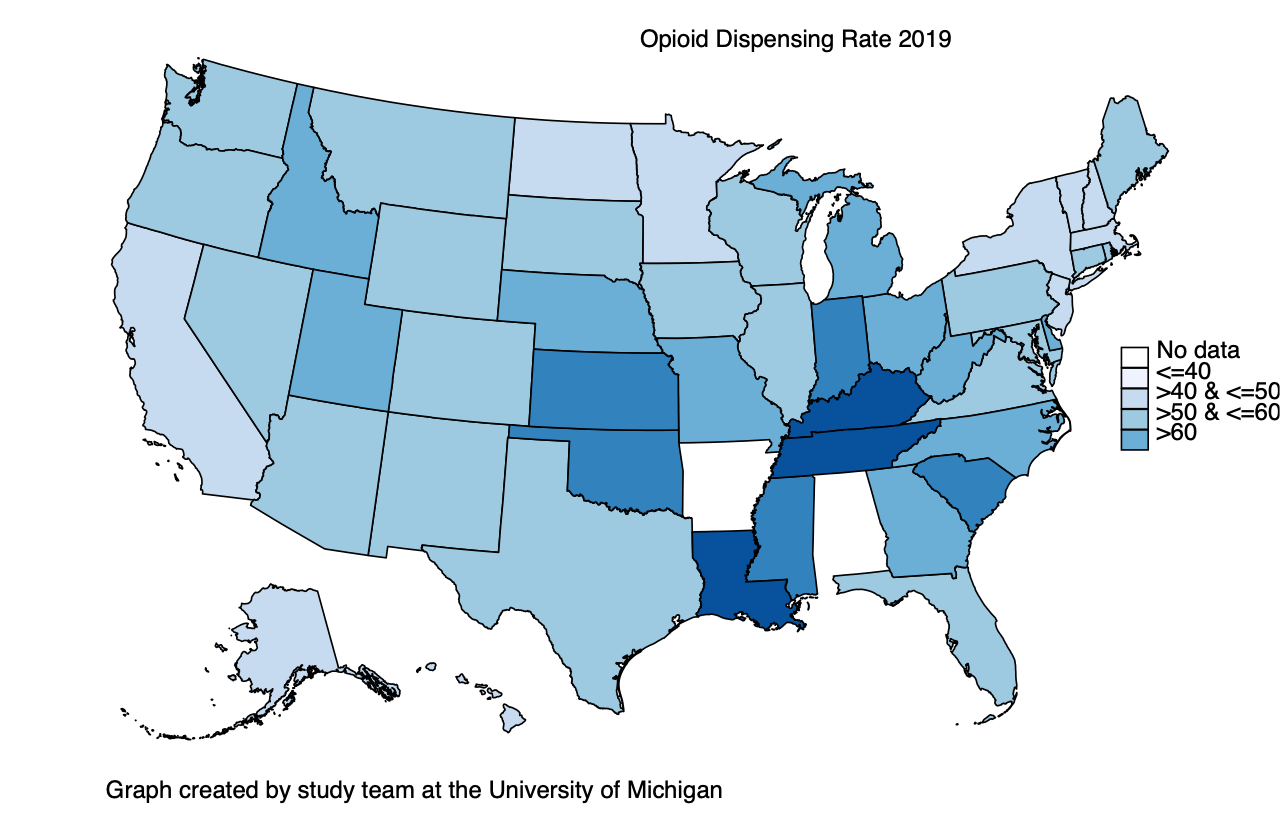 Opioid Dispensing Rate 2019
No data
<=40
>40 & <=50
>50 & <=60
>60
Graph created by study team at the University of Michigan